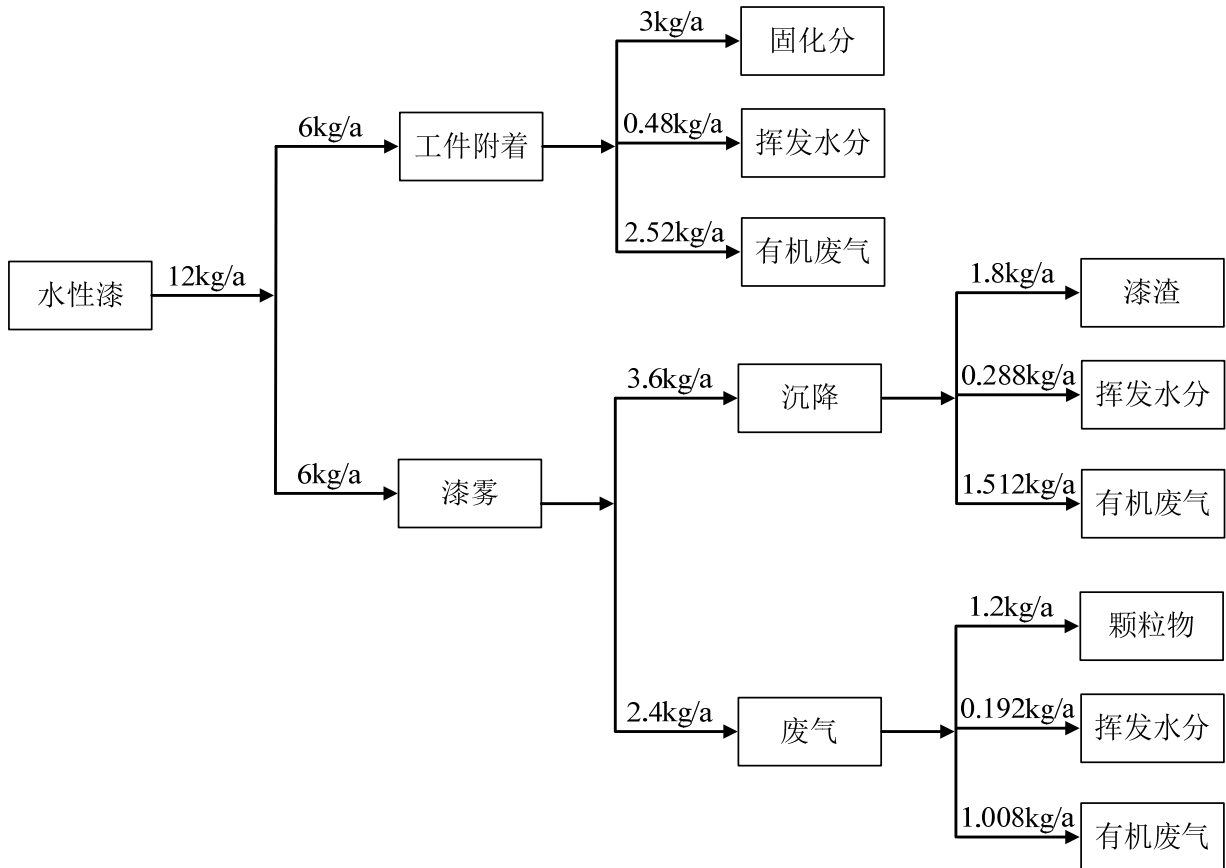 3kg/a
固化分
6kg/a
工件附着
0.48kg/a
挥发水分
2.52kg/a
有机废气
水性漆
12kg/a
1.8kg/a
漆渣
3.6kg/a
沉降
0.288kg/a
挥发水分
6kg/a
漆雾
1.512kg/a
有机废气
1.2kg/a
颗粒物
2.4kg/a
废气
0.192kg/a
挥发水分
1.008kg/a
有机废气